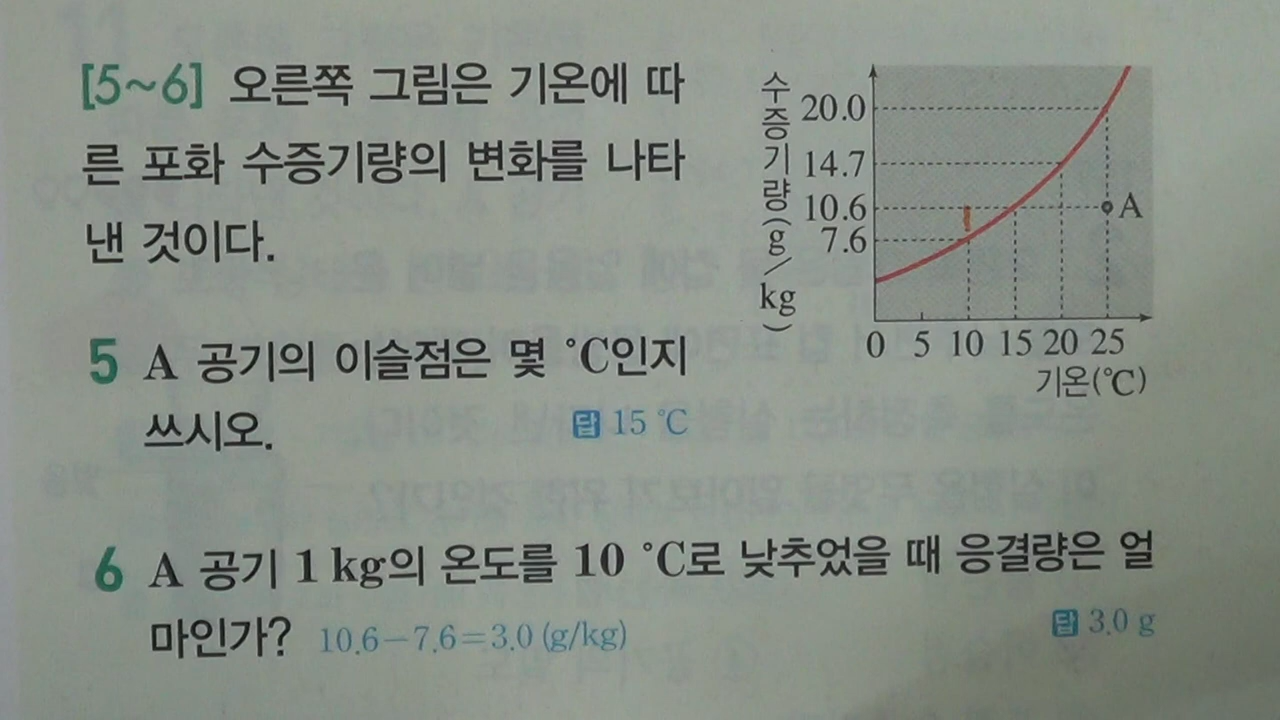 [5~6] 오른쪽 그림은 기온에 따
른 포화 수증기량의 변화를 나타
낸 것이다.
수증기량(g/kg)
20.0
14.7
10.6
7.6
A
0 5 10 15 20 25
기온(℃)
5 A 공기의 이슬점은 몇 ℃인지
쓰시오.
답 15 ℃
6 A 공기 1 kg의 온도를 10 ℃로 낮추었을 때 응결량은 얼
마인가? 10.6-7.6=3.0 (g/kg)
답 3.0 g